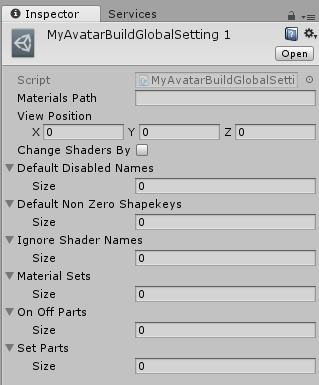 Inspector Services
MyAvatarBuildGlobalSetting 1
Open
Script MyAvatarBuildGlobalSetti
Materials Path
View Position
X 0 Y 0 Z 0
Change Shaders By
Default Disabled Names
Size 0
Default Non Zero Shapekeys
Size 0
Ignore Shader Names
Size 0
Material Sets
Size 0
On Off Parts
Size 0
Set Parts
Size 0